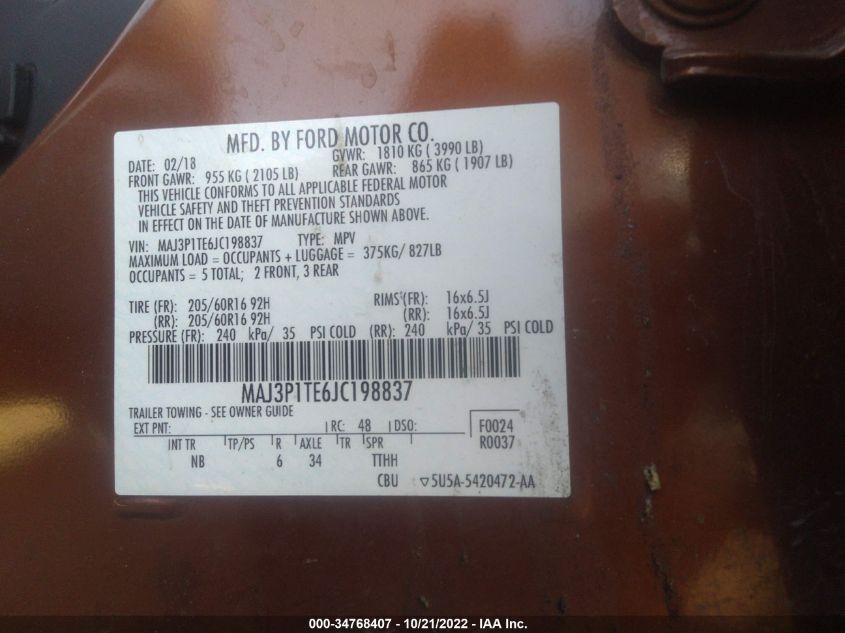 MFD. BY FORD MOTOR CO.
DATE: 02/18 GVWR: 1810 KG ( 3990 LB)
FRONT GAWR: 955 KG ( 2105 LB) REAR GAWR: 865 KG ( 1907 LB)
THIS VEHICLE CONFORMS TO ALL APPLICABLE FEDERAL MOTOR
VEHICLE SAFETY AND THEFT PREVENTION STANDARDS
IN EFFECT ON THE DATE OF MANUFACTURE SHOWN ABOVE.
VIN: MAJ3P1TE6JC198837 TYPE: MPV
MAXIMUM LOAD = OCCUPANTS + LUGGAGE = 375KG/ 827LB
OCCUPANTS = 5 TOTAL; 2 FRONT, 3 REAR
TIRE (FR): 205/60R16 92H RIMS (FR): 16x6.5J
(RR): 205/60R16 92H (RR): 16x6.5J
PRESSURE (FR): 240 kPa/ 35 PSI COLD (RR): 240 kPa/ 35 PSI COLD
MAJ3P1TE6JC198837
TRAILER TOWING - SEE OWNER GUIDE
EXT PNT: RC: 48 DSO: F0024
INT TR TP/PS R AXLE TR SPR R0037
NB 6 34 TTHH
CBU 5U5A-5420472-AA
000-34768407 - 10/21/2022 - IAA Inc.